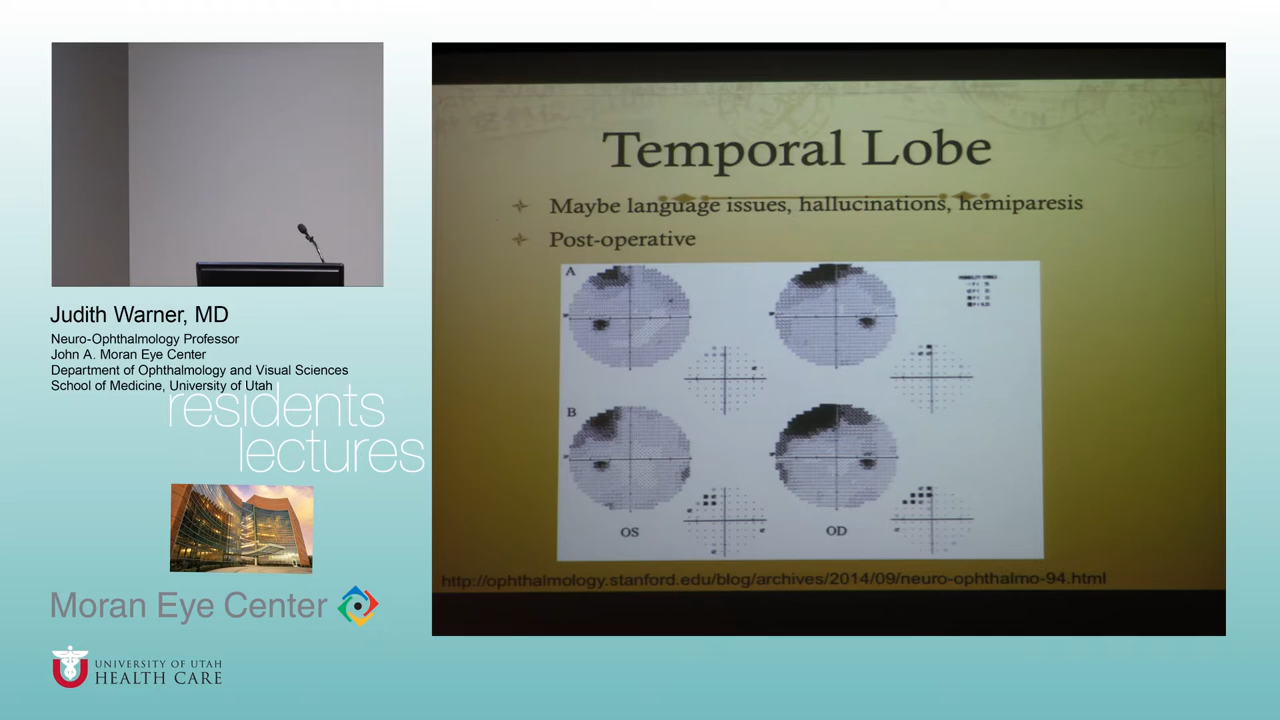 Temporal Lobe
Maybe language issues, hallucinations, hemiparesis
Post-operative
A
B
OS
OD
http://ophthalmology.stanford.edu/blog/archives/2014/09/neuro-ophthalmo-94.html
Judith Warner, MD
Neuro-Ophthalmology Professor
John A. Moran Eye Center
Department of Ophthalmology and Visual Sciences
School of Medicine, University of Utah
residents
lectures
Moran Eye Center
U
UNIVERSITY OF UTAH
HEALTH CARE